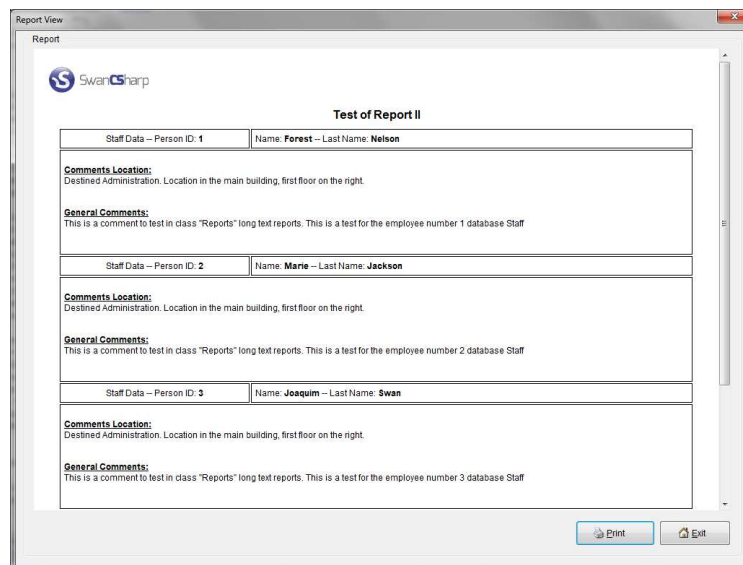 Report View
Report
SwanCSharp
Test of Report II
Staff Data -- Person ID: 1 Name: Forest -- Last Name: Nelson
Comments Location:
Destined Administration. Location in the main building, first floor on the right.
General Comments:
This is a comment to test in class "Reports" long text reports. This is a test for the employee number 1 database Staff
Staff Data -- Person ID: 2 Name: Marie -- Last Name: Jackson
Comments Location:
Destined Administration. Location in the main building, first floor on the right.
General Comments:
This is a comment to test in class "Reports" long text reports. This is a test for the employee number 2 database Staff
Staff Data -- Person ID: 3 Name: Joaquim -- Last Name: Swan
Comments Location:
Destined Administration. Location in the main building, first floor on the right.
General Comments:
This is a comment to test in class "Reports" long text reports. This is a test for the employee number 3 database Staff
Print Exit